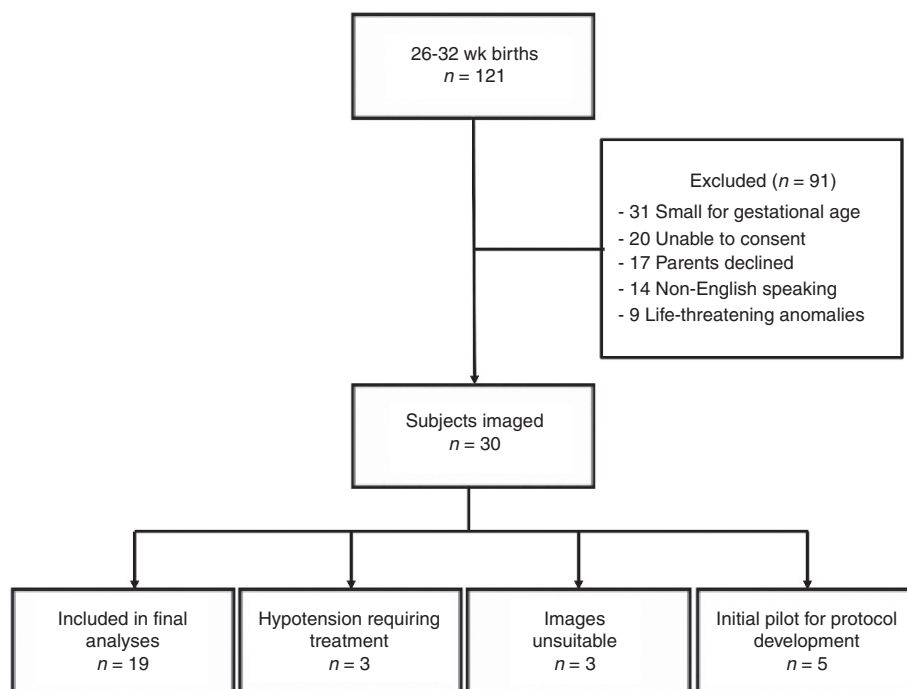 26-32 wk births
n = 121
Excluded (n = 91)
- 31 Small for gestational age
- 20 Unable to consent
- 17 Parents declined
- 14 Non-English speaking
- 9 Life-threatening anomalies
Subjects imaged
n = 30
Included in final
analyses
n = 19
Hypotension requiring
treatment
n = 3
Images
unsuitable
n = 3
Initial pilot for protocol
development
n = 5